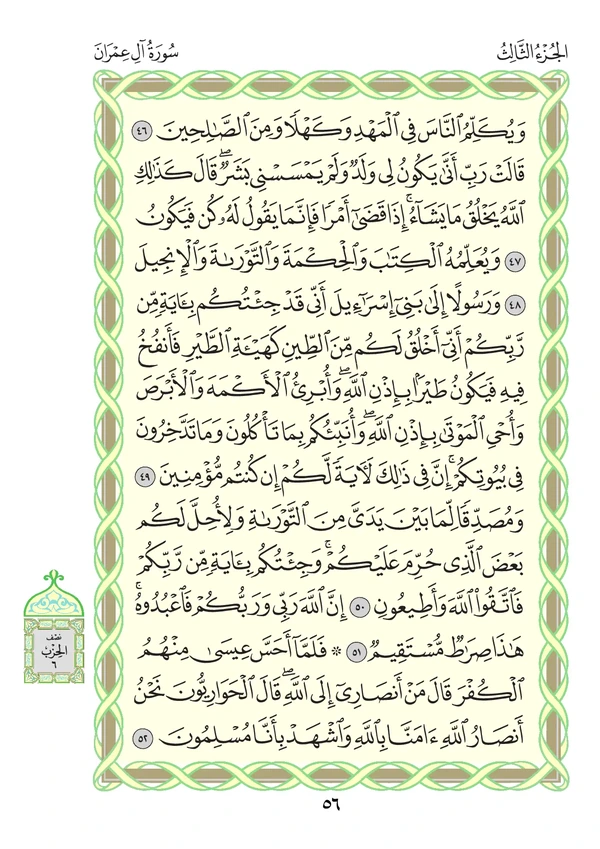 الجُزْءُ الثَّالِثُ
سُورَةُ آلِ عِمْرَانَ
وَيُكَلِّمُ ٱلنَّاسَ فِي ٱلْمَهْدِ وَكَهْلًا وَمِنَ ٱلصَّٰلِحِينَ ٤٦
قَالَتْ رَبِّ أَنَّىٰ يَكُونُ لِي وَلَدٌ وَلَمْ يَمْسَسْنِي بَشَرٌۖ قَالَ كَذَٰلِكِ
ٱللَّهُ يَخْلُقُ مَا يَشَآءُۚ إِذَا قَضَىٰٓ أَمْرًا فَإِنَّمَا يَقُولُ لَهُۥ كُن فَيَكُونُ
٤٧ وَيُعَلِّمُهُ ٱلْكِتَٰبَ وَٱلْحِكْمَةَ وَٱلتَّوْرَىٰةَ وَٱلْإِنجِيلَ
٤٨ وَرَسُولًا إِلَىٰ بَنِيٓ إِسْرَٰٓءِيلَ أَنِّي قَدْ جِئْتُكُم بِـَٔايَةٍ مِّن
رَّبِّكُمْ أَنِّيٓ أَخْلُقُ لَكُم مِّنَ ٱلطِّينِ كَهَيْـَٔةِ ٱلطَّيْرِ فَأَنفُخُ
فِيهِ فَيَكُونُ طَيْرًۢا بِإِذْنِ ٱللَّهِۖ وَأُبْرِئُ ٱلْأَكْمَهَ وَٱلْأَبْرَصَ
وَأُحْيِ ٱلْمَوْتَىٰ بِإِذْنِ ٱللَّهِۖ وَأُنَبِّئُكُم بِمَا تَأْكُلُونَ وَمَا تَدَّخِرُونَ
فِي بُيُوتِكُمْۚ إِنَّ فِي ذَٰلِكَ لَـَٔايَةً لَّكُمْ إِن كُنتُم مُّؤْمِنِينَ ٤٩
وَمُصَدِّقًا لِّمَا بَيْنَ يَدَيَّ مِنَ ٱلتَّوْرَىٰةِ وَلِأُحِلَّ لَكُم
بَعْضَ ٱلَّذِي حُرِّمَ عَلَيْكُمْۚ وَجِئْتُكُم بِـَٔايَةٍ مِّن رَّبِّكُمْ
فَٱتَّقُوا۟ ٱللَّهَ وَأَطِيعُونِ ٥٠ إِنَّ ٱللَّهَ رَبِّي وَرَبُّكُمْ فَٱعْبُدُوهُۚ
هَٰذَا صِرَٰطٌ مُّسْتَقِيمٌ ٥١ ۞ فَلَمَّآ أَحَسَّ عِيسَىٰ مِنْهُمُ
ٱلْكُفْرَ قَالَ مَنْ أَنصَارِيٓ إِلَى ٱللَّهِۖ قَالَ ٱلْحَوَارِيُّونَ نَحْنُ
أَنصَارُ ٱللَّهِ ءَامَنَّا بِٱللَّهِ وَٱشْهَدْ بِأَنَّا مُسْلِمُونَ ٥٢
نصف
الحزب
٦
٥٦